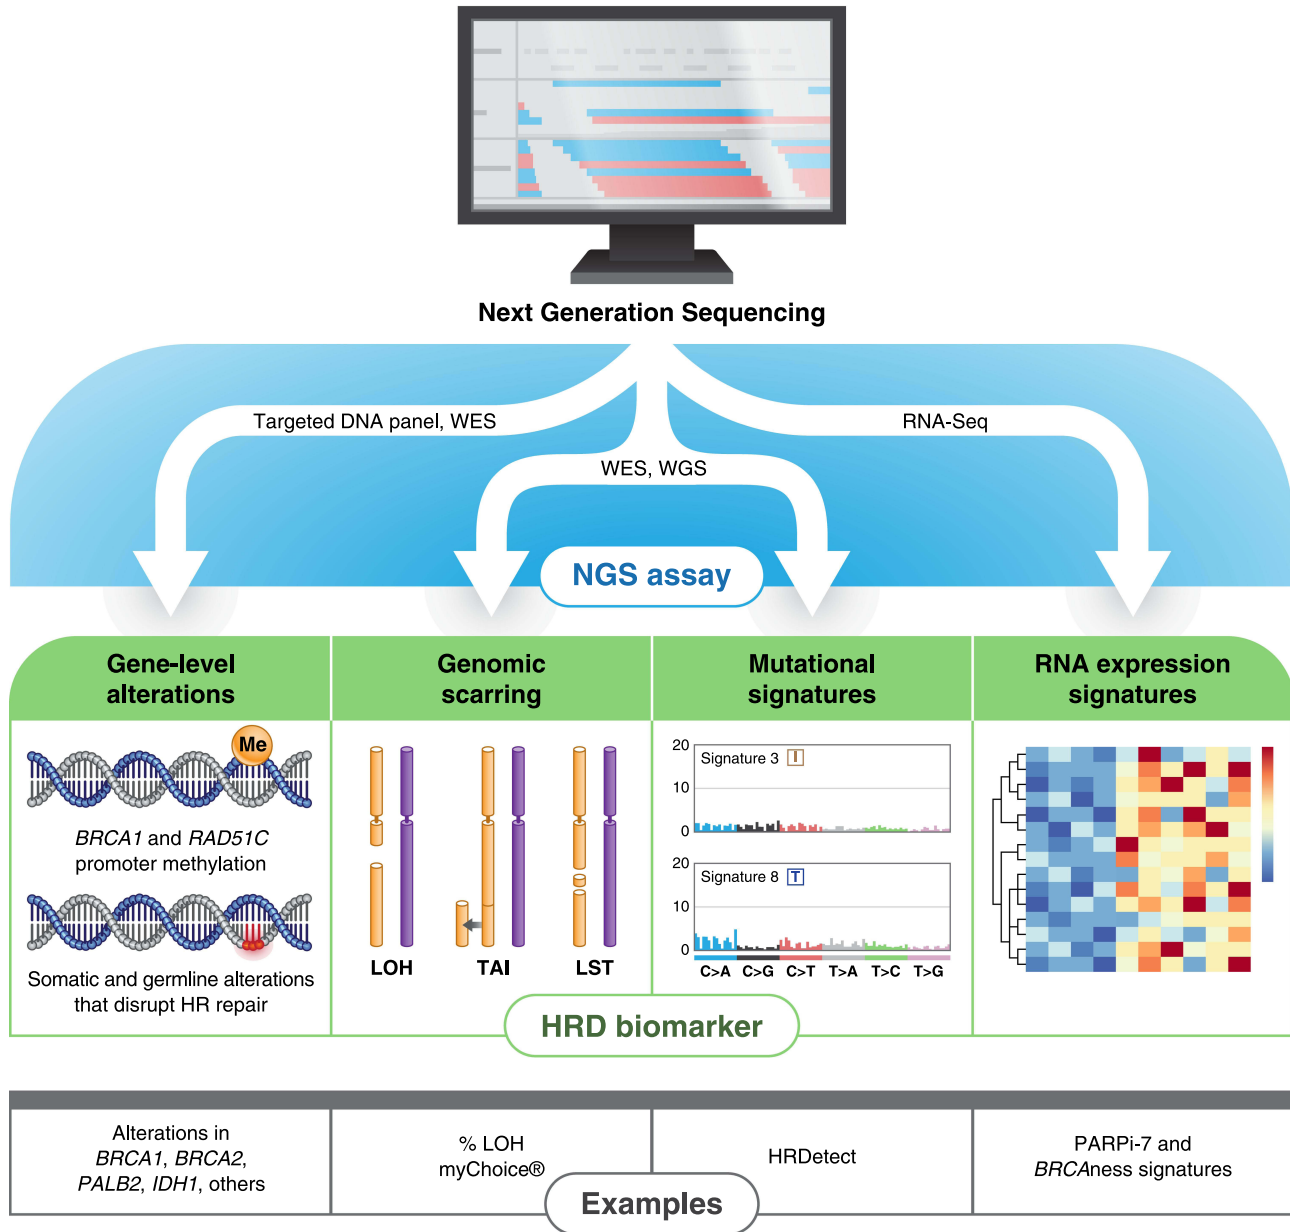 Next Generation Sequencing
Targeted DNA panel, WES
RNA-Seq
WES, WGS
NGS assay
Gene-level
alterations
Genomic
scarring
Mutational
signatures
RNA expression
signatures
Me
BRCA1 and RAD51C
promoter methylation
Somatic and germline alterations
that disrupt HR repair
LOH
TAI
LST
20
Signature 3 I
10
0
20
Signature 8 T
10
0
C>A C>G C>T T>A T>C T>G
HRD biomarker
Alterations in
BRCA1, BRCA2,
PALB2, IDH1, others
% LOH
myChoice®
HRDetect
PARPi-7 and
BRCAness signatures
Examples